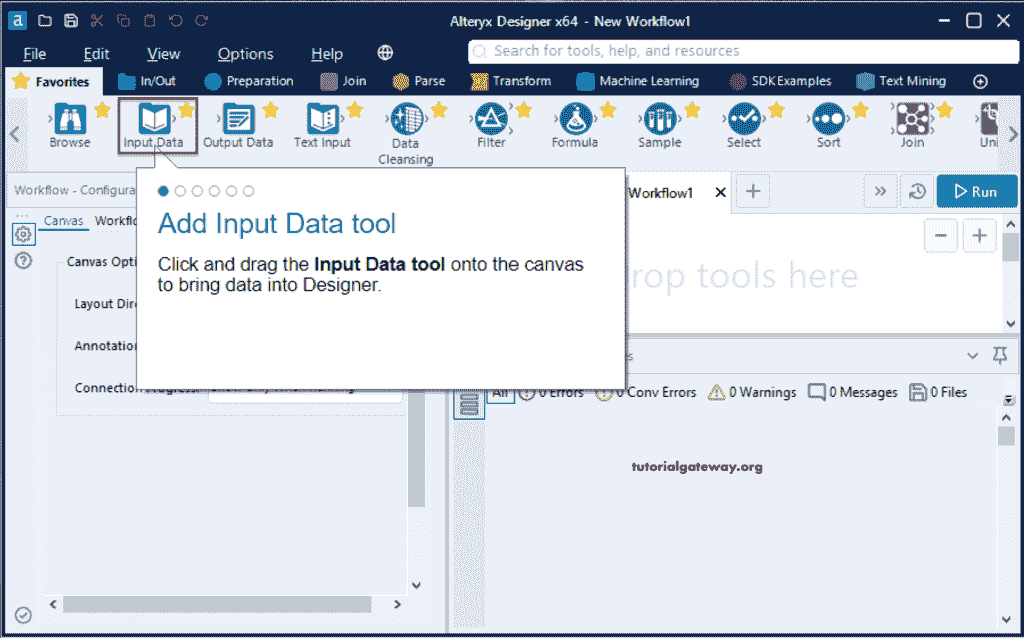 a
Alteryx Designer x64 - New Workflow1
File Edit View Options Help
Search for tools, help, and resources
Favorites In/Out Preparation Join Parse Transform Machine Learning SDKExamples Text Mining
Browse Input Data Output Data Text Input Data Cleansing Filter Formula Sample Select Sort Join Uni
Workflow - Configura
Workflow1
Run
Canvas Workflo
Add Input Data tool
Canvas Opti
Click and drag the Input Data tool onto the canvas
to bring data into Designer.
rop tools here
Layout Dire
Annotation
Connection
All 0 Errors 0 Conv Errors 0 Warnings 0 Messages 0 Files
tutorialgateway.org